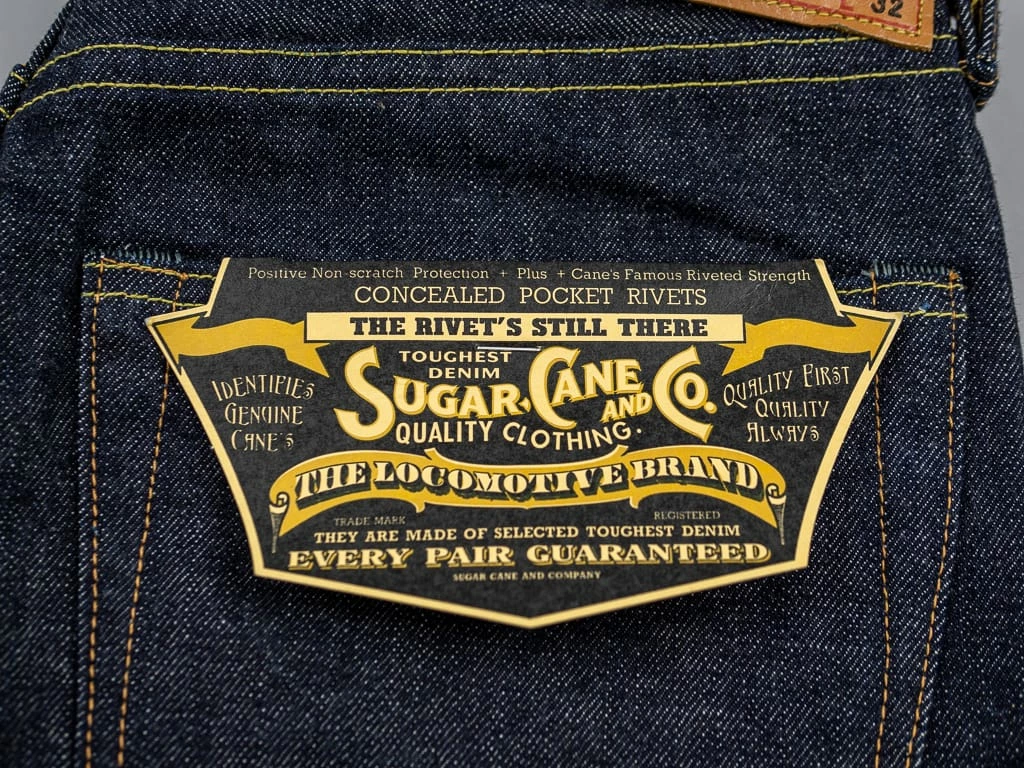 32
Positive Non-scratch Protection + Plus + Cane's Famous Riveted Strength
CONCEALED POCKET RIVETS
THE RIVET'S STILL THERE
TOUGHEST
DENIM
SUGAR CANE AND CO.
QUALITY CLOTHING.
IDENTIFIES
GENUINE
CANE'S
QUALITY FIRST
QUALITY
ALWAYS
THE LOCOMOTIVE BRAND
TRADE MARK
REGISTERED
THEY ARE MADE OF SELECTED TOUGHEST DENIM
EVERY PAIR GUARANTEED
SUGAR CANE AND COMPANY